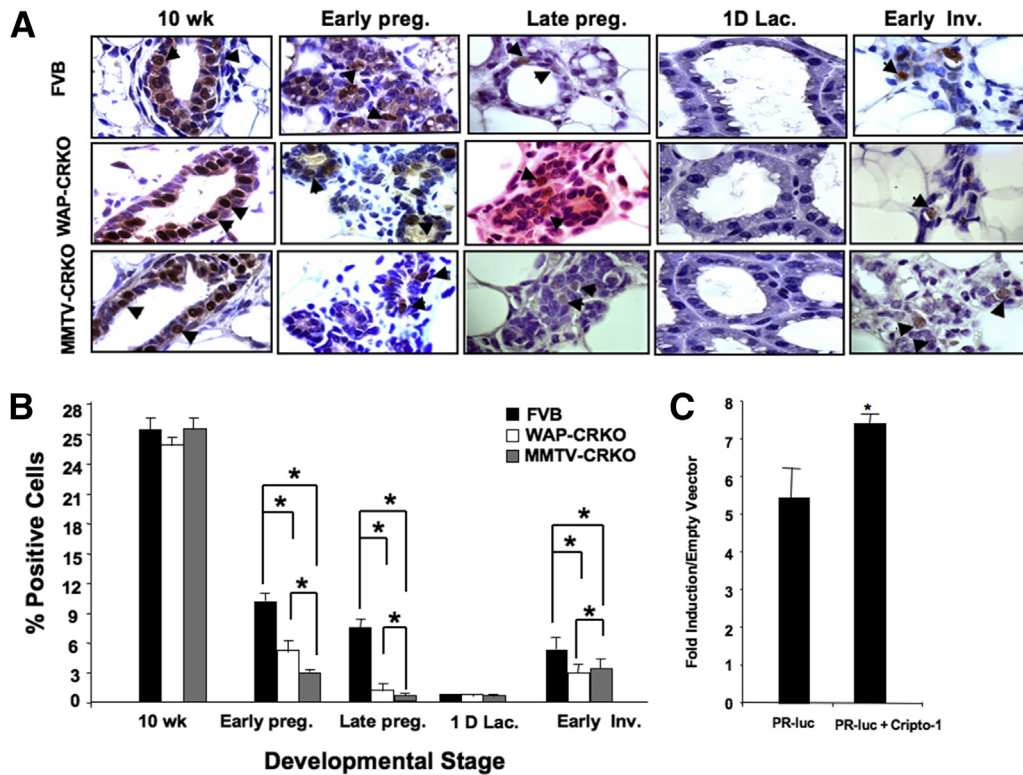 A
10 wk
Early preg.
Late preg.
1D Lac.
Early Inv.
FVB
WAP-CRKO
MMTV-CRKO
B
% Positive Cells
28
25
21
18
15
12
9
6
3
0
FVB
WAP-CRKO
MMTV-CRKO
*
*
*
*
*
*
*
*
*
10 wk
Early preg.
Late preg.
1 D Lac.
Early Inv.
Developmental Stage
C
Fold Induction/Empty Veector
8
7
6
5
4
3
2
1
0
*
PR-luc
PR-luc + Cripto-1